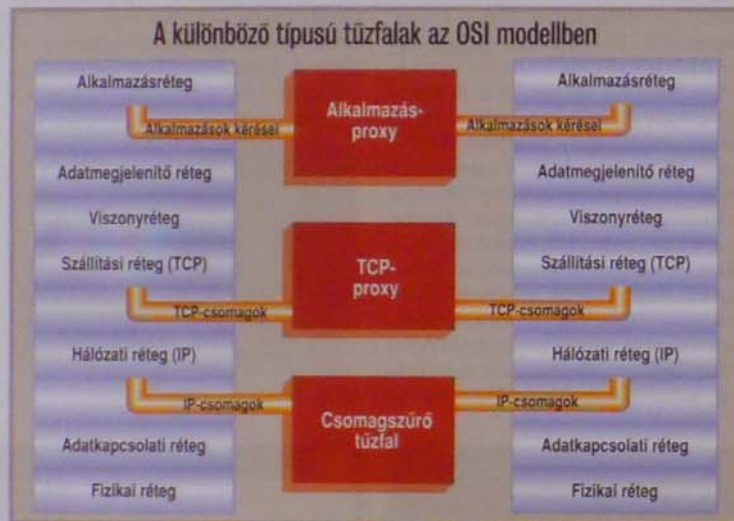 A különböző típusú tűzfalak az OSI modellben
Alkalmazásréteg
Alkalmazások kérései
Adatmegjelenítő réteg
Viszonyréteg
Szállítási réteg (TCP)
TCP-csomagok
Hálózati réteg (IP)
IP-csomagok
Adatkapcsolati réteg
Fizikai réteg
Alkalmazás-
proxy
TCP-
proxy
Csomagszűrő
tűzfal
Alkalmazásréteg
Alkalmazások kérései
Adatmegjelenítő réteg
Viszonyréteg
Szállítási réteg (TCP)
TCP-csomagok
Hálózati réteg (IP)
IP-csomagok
Adatkapcsolati réteg
Fizikai réteg